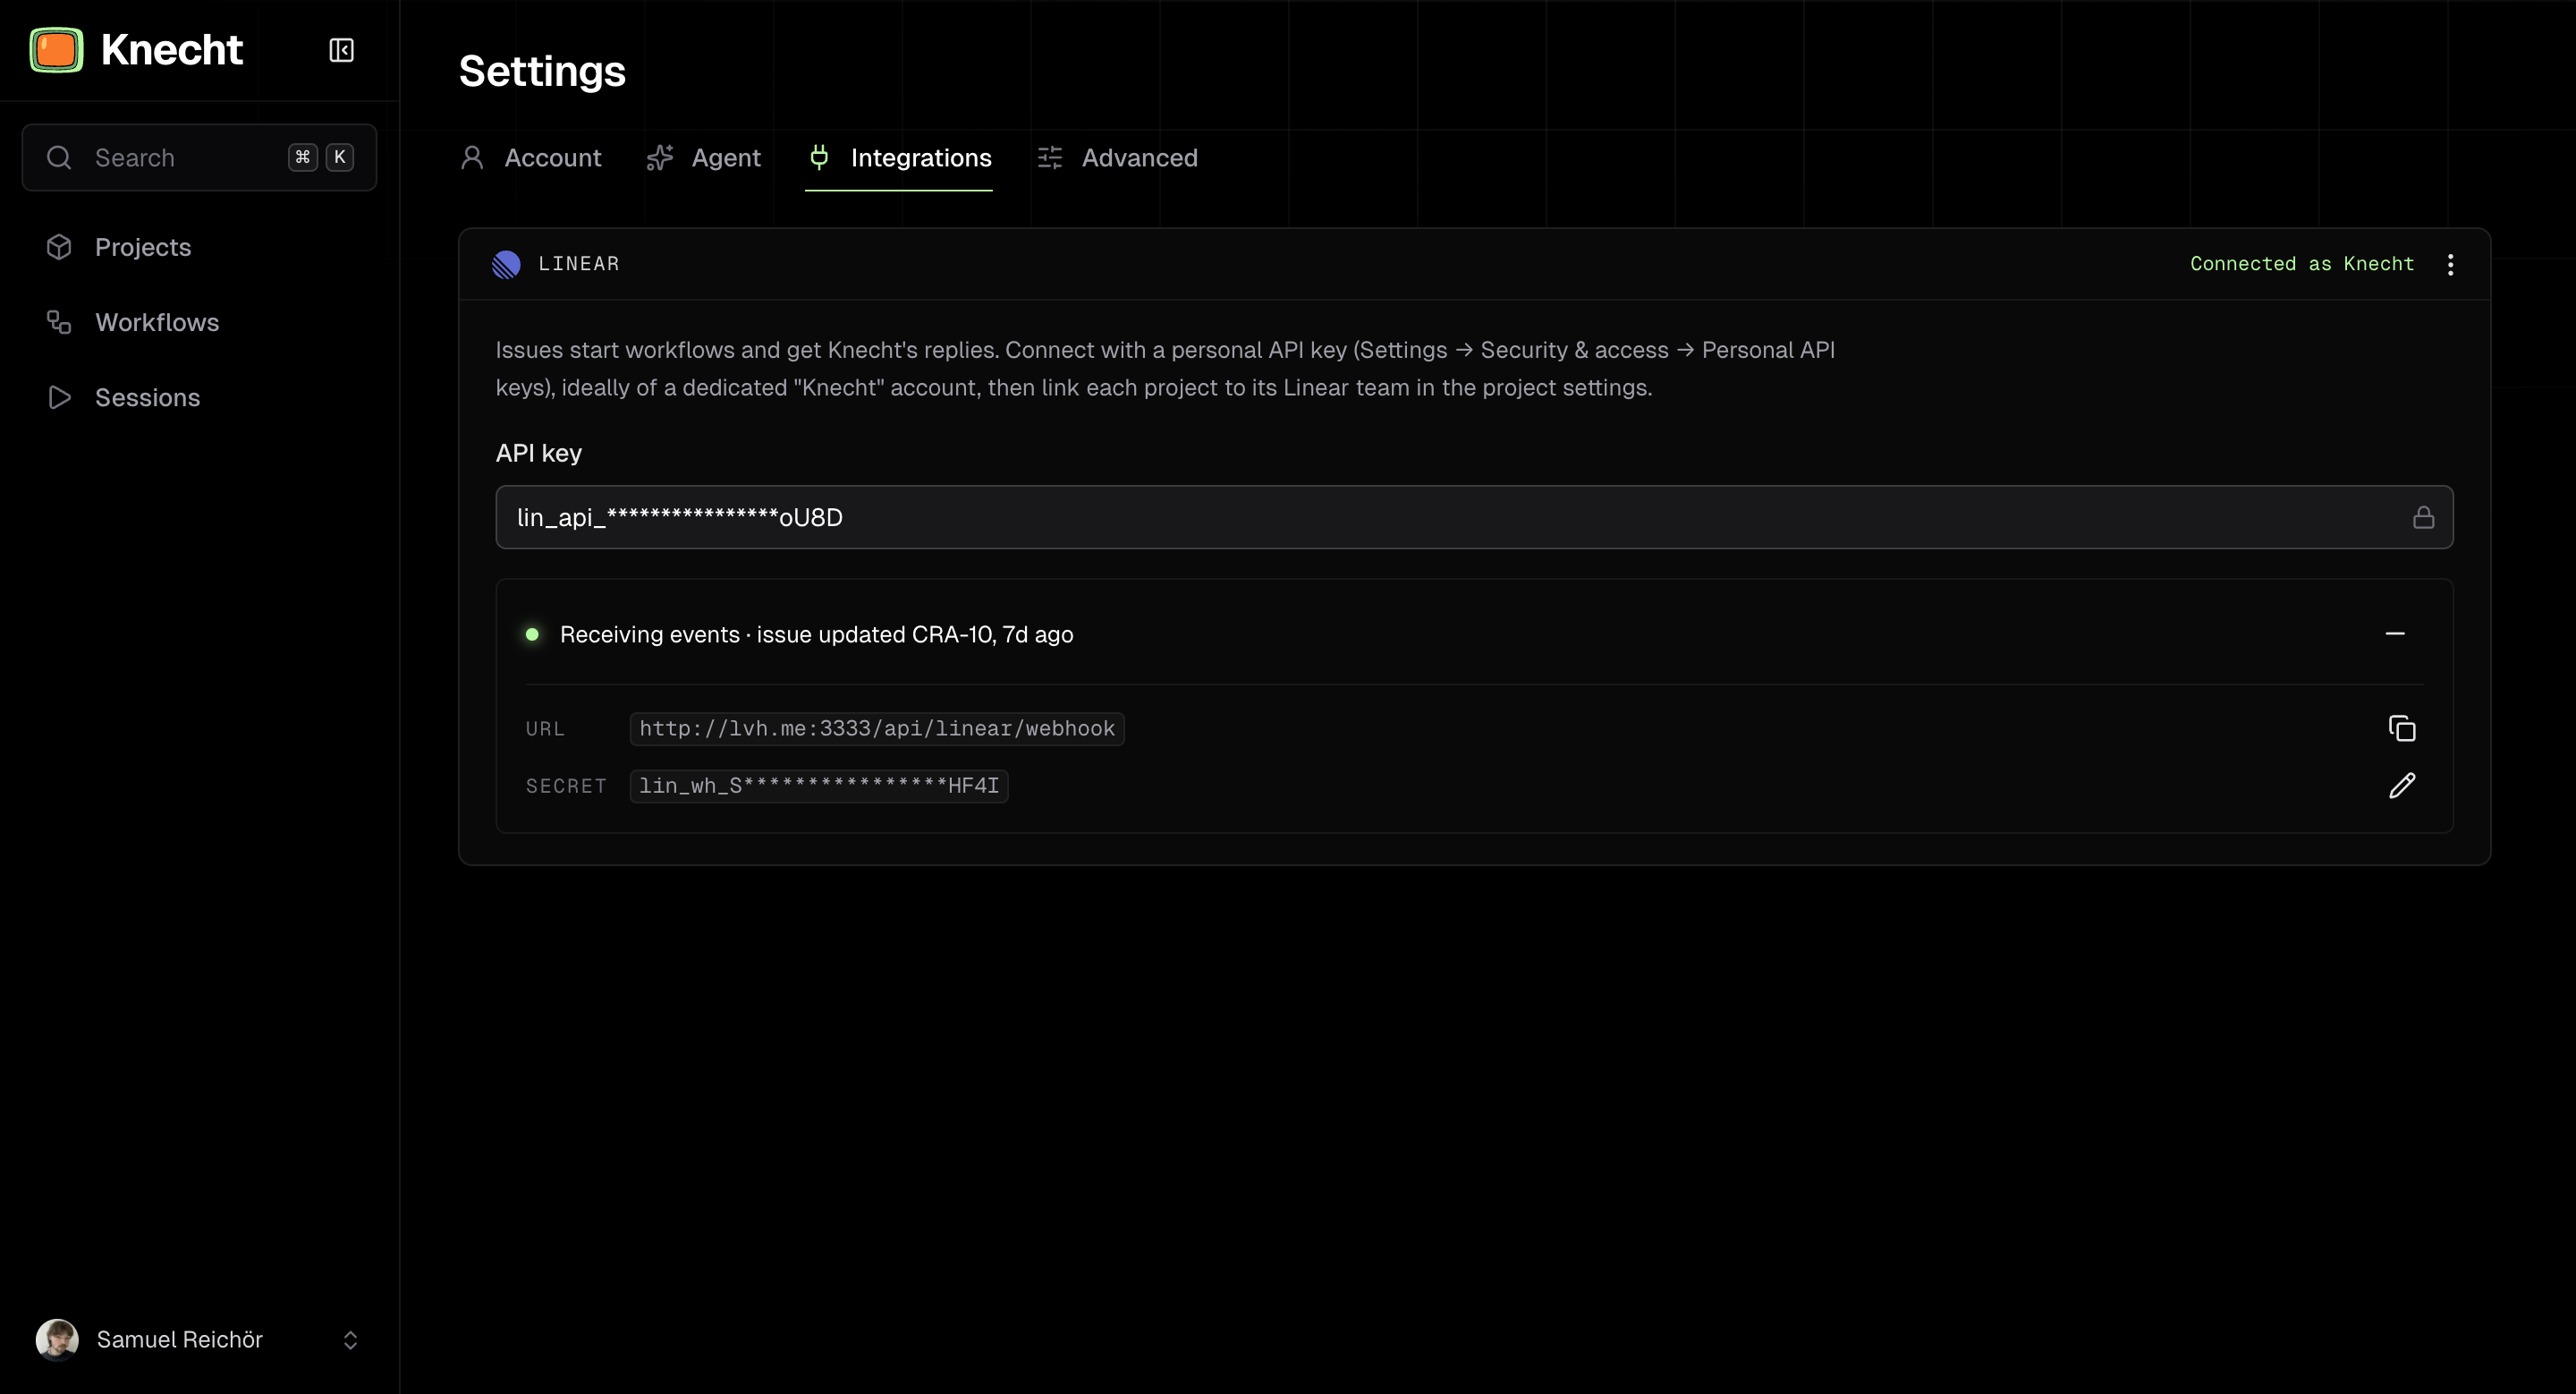 Knecht
Search ⌘ K
Projects
Workflows
Sessions
Samuel Reichör
Settings
Account
Agent
Integrations
Advanced
LINEAR
Connected as Knecht
Issues start workflows and get Knecht's replies. Connect with a personal API key (Settings → Security & access → Personal API
keys), ideally of a dedicated "Knecht" account, then link each project to its Linear team in the project settings.
API key
lin_api_****************oU8D
Receiving events · issue updated CRA-10, 7d ago
URL http://lvh.me:3333/api/linear/webhook
SECRET lin_wh_S****************HF4I